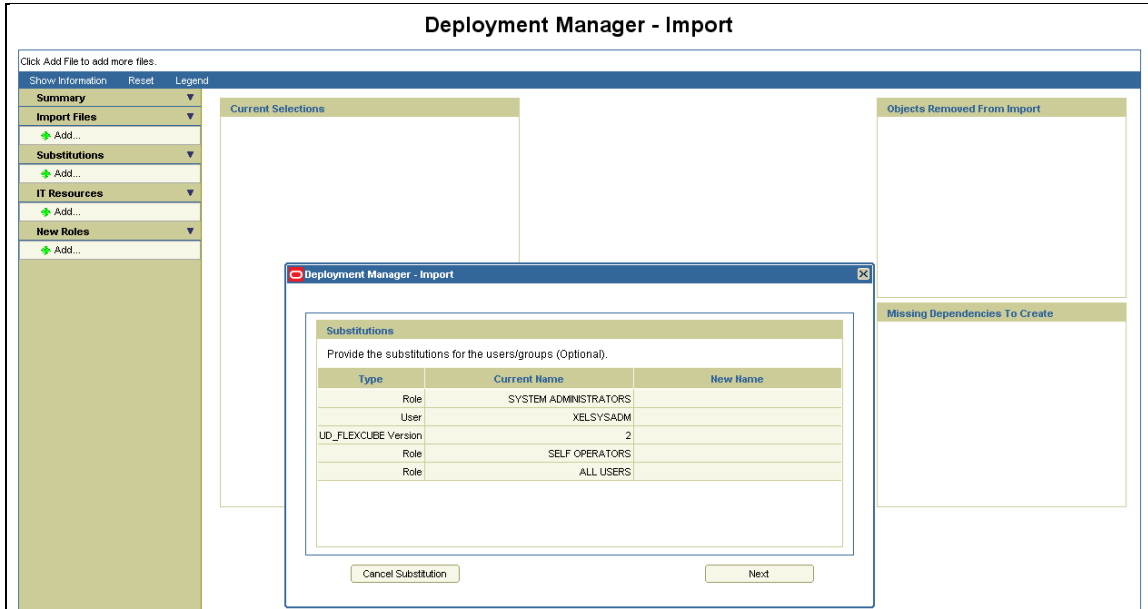 Deployment Manager - Import
Click Add File to add more files.
Show Information Reset Legend
Summary
Import Files
Add...
Substitutions
Add...
IT Resources
Add...
New Roles
Add...
Current Selections
Objects Removed From Import
Missing Dependencies To Create
Deployment Manager - Import
Substitutions
Provide the substitutions for the users/groups (Optional).
Type Current Name New Name
Role SYSTEM ADMINISTRATORS
User XELSYSADM
UD_FLEXCUBE Version 2
Role SELF OPERATORS
Role ALL USERS
Cancel Substitution Next